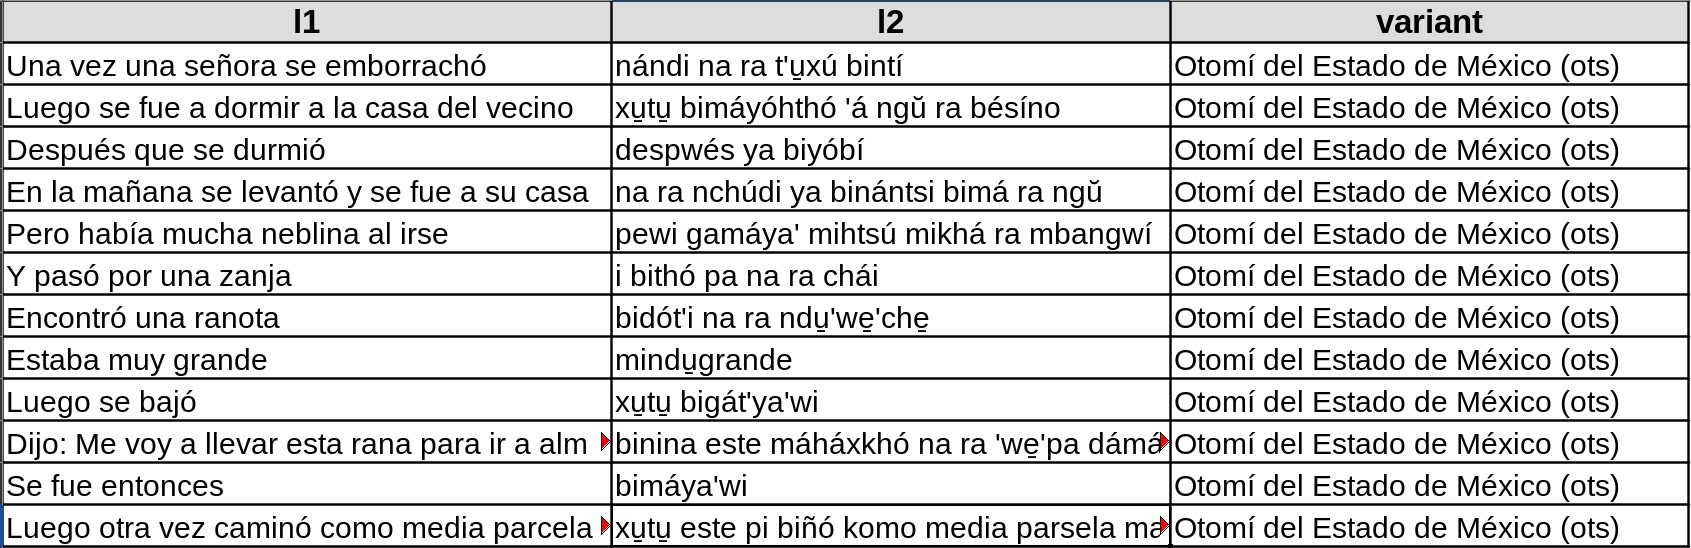 l1 l2 variant
Una vez una señora se emborrachó nándi na ra t'u̱xú bintí Otomí del Estado de México (ots)
Luego se fue a dormir a la casa del vecino xu̱tu̱ bimáyóhthó 'á ngŭ ra bésíno Otomí del Estado de México (ots)
Después que se durmió despwés ya biyóbí Otomí del Estado de México (ots)
En la mañana se levantó y se fue a su casa na ra nchúdi ya binántsi bimá ra ngŭ Otomí del Estado de México (ots)
Pero había mucha neblina al irse pewi gamáya' mihtsú mikhá ra mbangwí Otomí del Estado de México (ots)
Y pasó por una zanja i bithó pa na ra chái Otomí del Estado de México (ots)
Encontró una ranota bidót'i na ra ndu̱'we̱'che̱ Otomí del Estado de México (ots)
Estaba muy grande mindu̱grande Otomí del Estado de México (ots)
Luego se bajó xu̱tu̱ bigát'ya'wi Otomí del Estado de México (ots)
Dijo: Me voy a llevar esta rana para ir a alm binina este máháxkhó na ra 'we̱'pa dámá Otomí del Estado de México (ots)
Se fue entonces bimáya'wi Otomí del Estado de México (ots)
Luego otra vez caminó como media parcela xu̱tu̱ este pi biñó komo media parsela Otomí del Estado de México (ots)